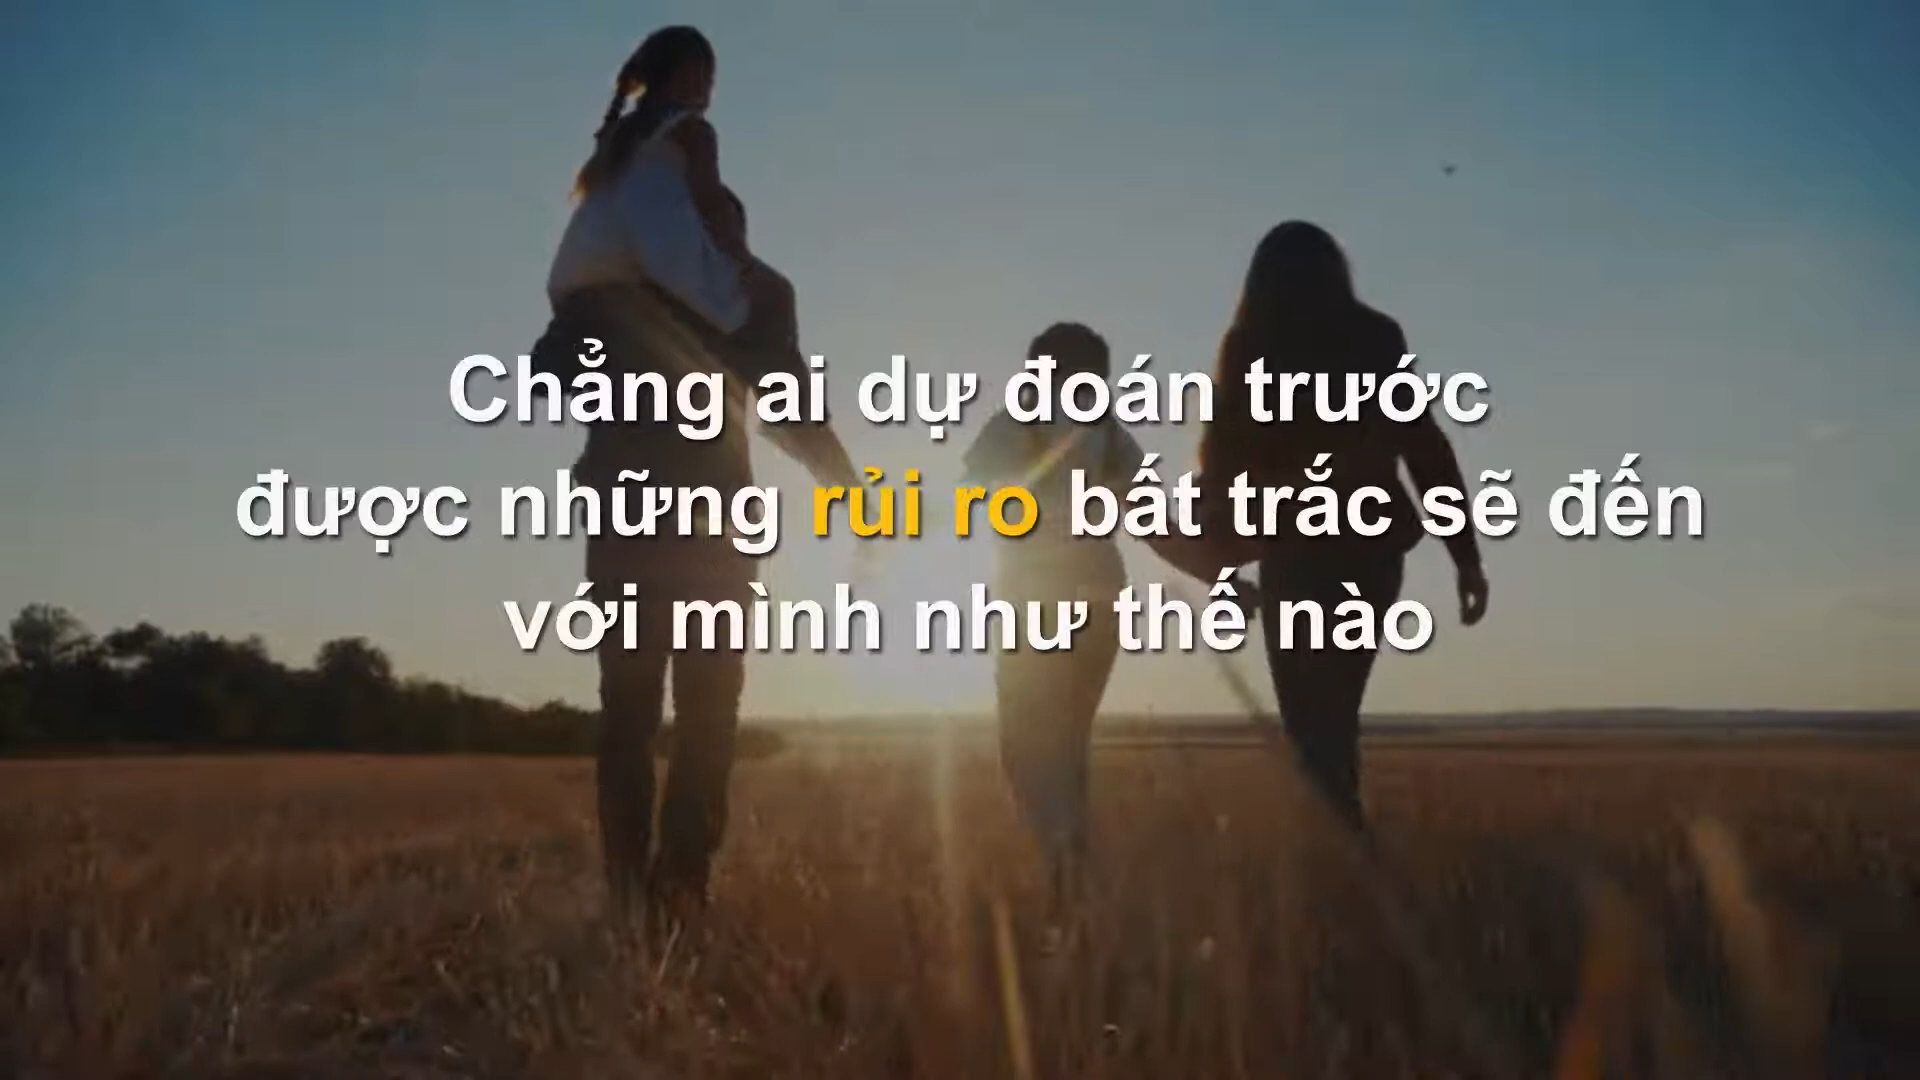 Chẳng ai dự đoán trước
được những rủi ro bất trắc sẽ đến
với mình như thế nào